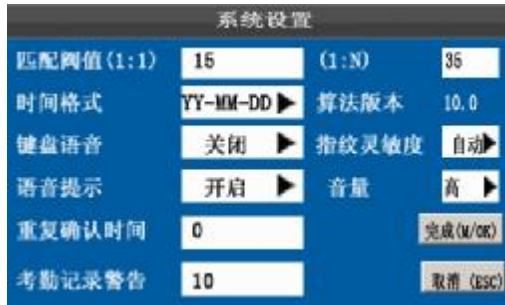 系统设置
匹配阀值(1:1) 15 (1:N) 35
时间格式 YY-MM-DD 算法版本 10.0
键盘语音 关闭 指纹灵敏度 自动
语音提示 开启 音量 高
重复确认时间 0 完成(M/OK)
考勤记录警告 10 取消 (ESC)